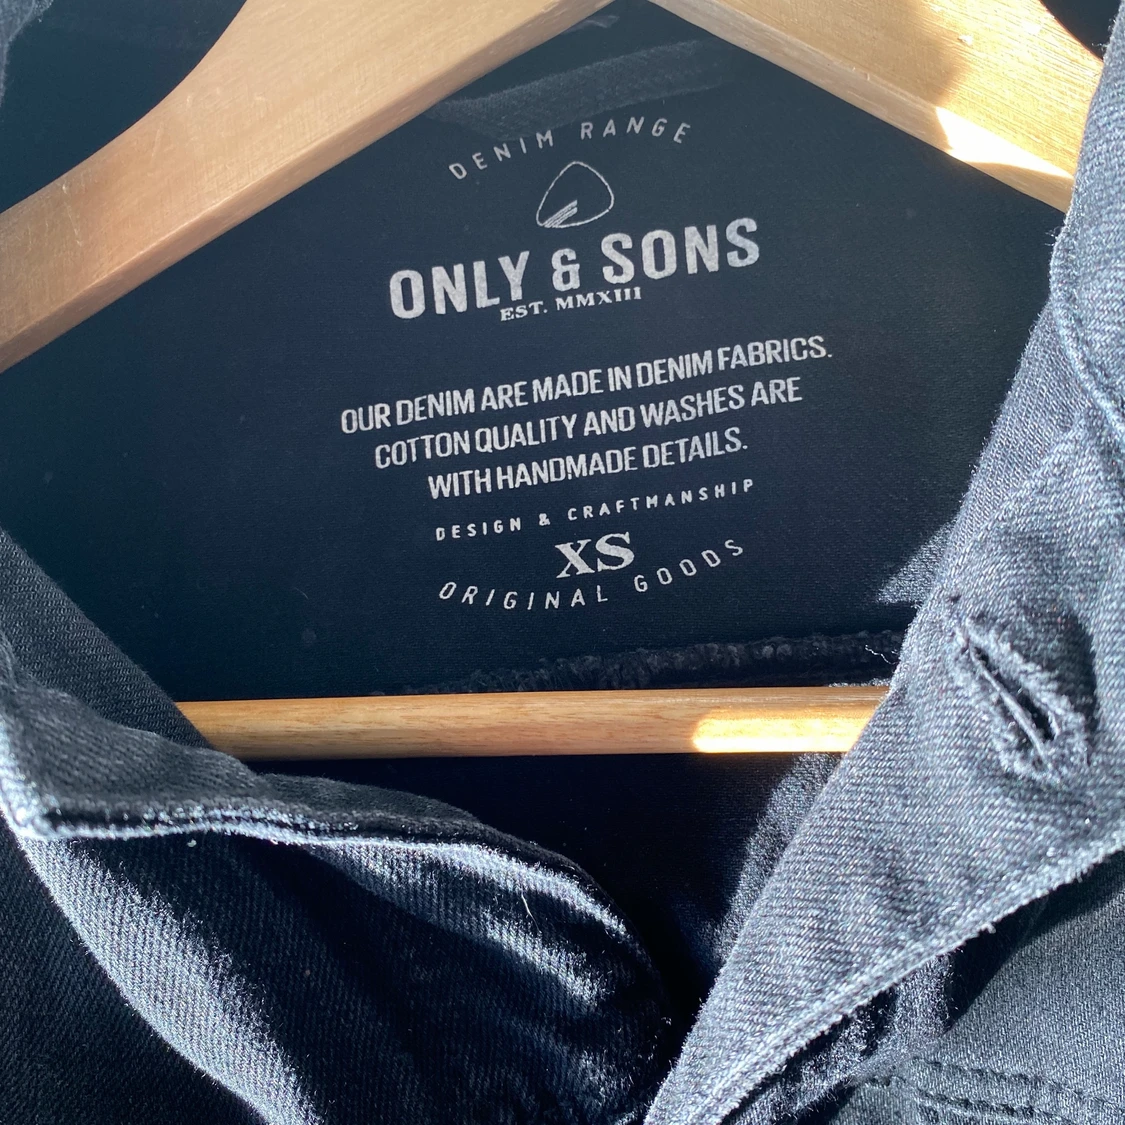 DENIM RANGE
ONLY & SONS
EST. MMXIII
OUR DENIM ARE MADE IN DENIM FABRICS.
COTTON QUALITY AND WASHES ARE
WITH HANDMADE DETAILS.
DESIGN & CRAFTMANSHIP
XS
ORIGINAL GOODS